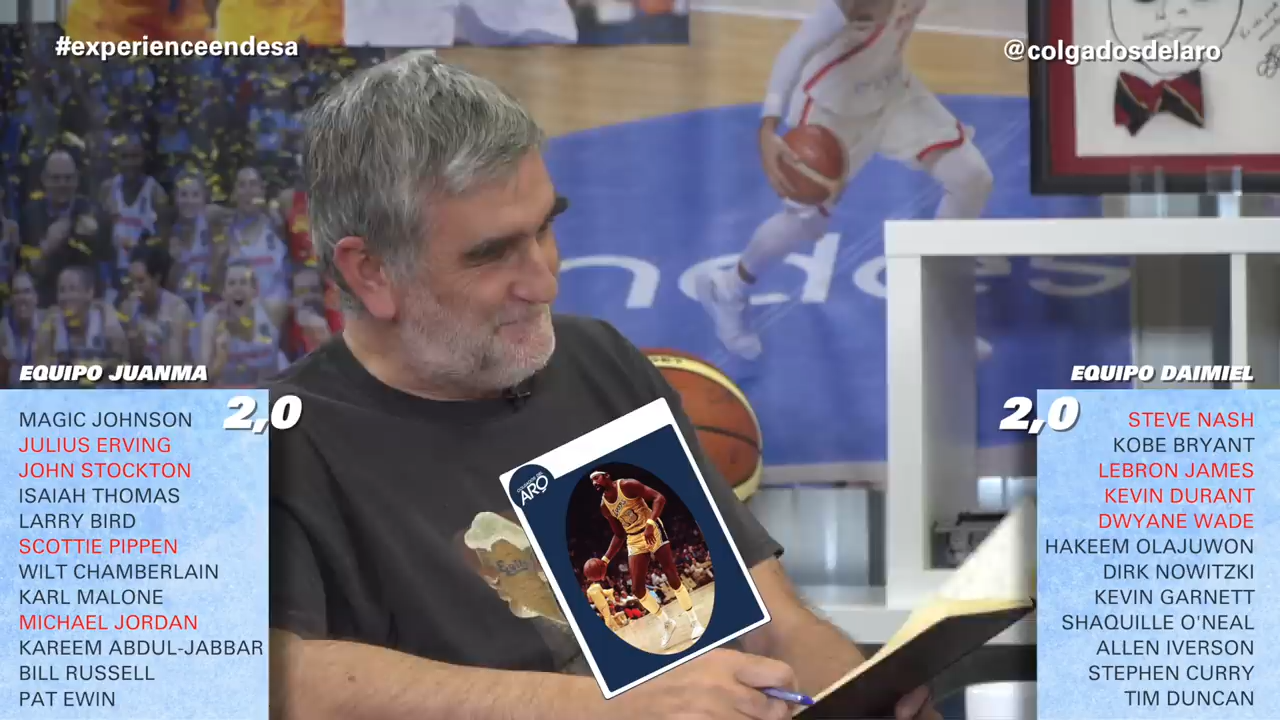 #experienceendesa
@colgadosdelaro
EQUIPO JUANMA
2,0
MAGIC JOHNSON
JULIUS ERVING
JOHN STOCKTON
ISAIAH THOMAS
LARRY BIRD
SCOTTIE PIPPEN
WILT CHAMBERLAIN
KARL MALONE
MICHAEL JORDAN
KAREEM ABDUL-JABBAR
BILL RUSSELL
PAT EWIN
ARO
13
EQUIPO DAIMIEL
2,0
STEVE NASH
KOBE BRYANT
LEBRON JAMES
KEVIN DURANT
DWYANE WADE
HAKEEM OLAJUWON
DIRK NOWITZKI
KEVIN GARNETT
SHAQUILLE O'NEAL
ALLEN IVERSON
STEPHEN CURRY
TIM DUNCAN